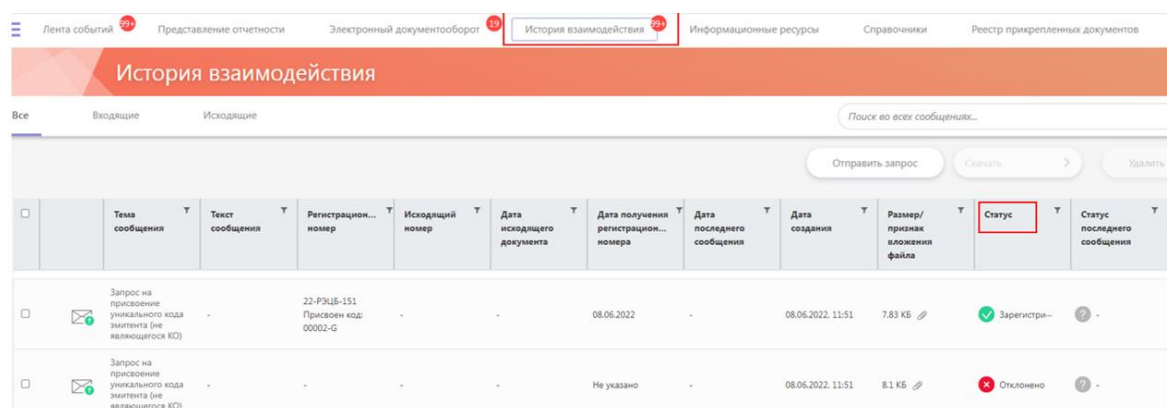 Лента событий 99+ Представление отчетности Электронный документооборот 19 История взаимодействия 99+ Информационные ресурсы Справочники Реестр прикрепленных документов
История взаимодействия
Все Входящие Исходящие Поиск во всех сообщениях...
Отправить запрос Скачать Удалить
Тема сообщения Текст сообщения Регистрацион... номер Исходящий номер Дата исходящего документа Дата получения регистрацион... номера Дата последнего сообщения Дата создания Размер/ признак вложения файла Статус Статус последнего сообщения
Запрос на
присвоение
уникального кода
эмитента (не
являющегося КО)
-
22-РЭЦБ-151
Присвоен код:
00002-G
- - 08.06.2022 - 08.06.2022, 11:51 7.83 КБ Зарегистри... ? -
Запрос на
присвоение
уникального кода
эмитента (не
являющегося КО)
- - - - Не указано - 08.06.2022, 11:51 8.1 КБ Отклонено ? -